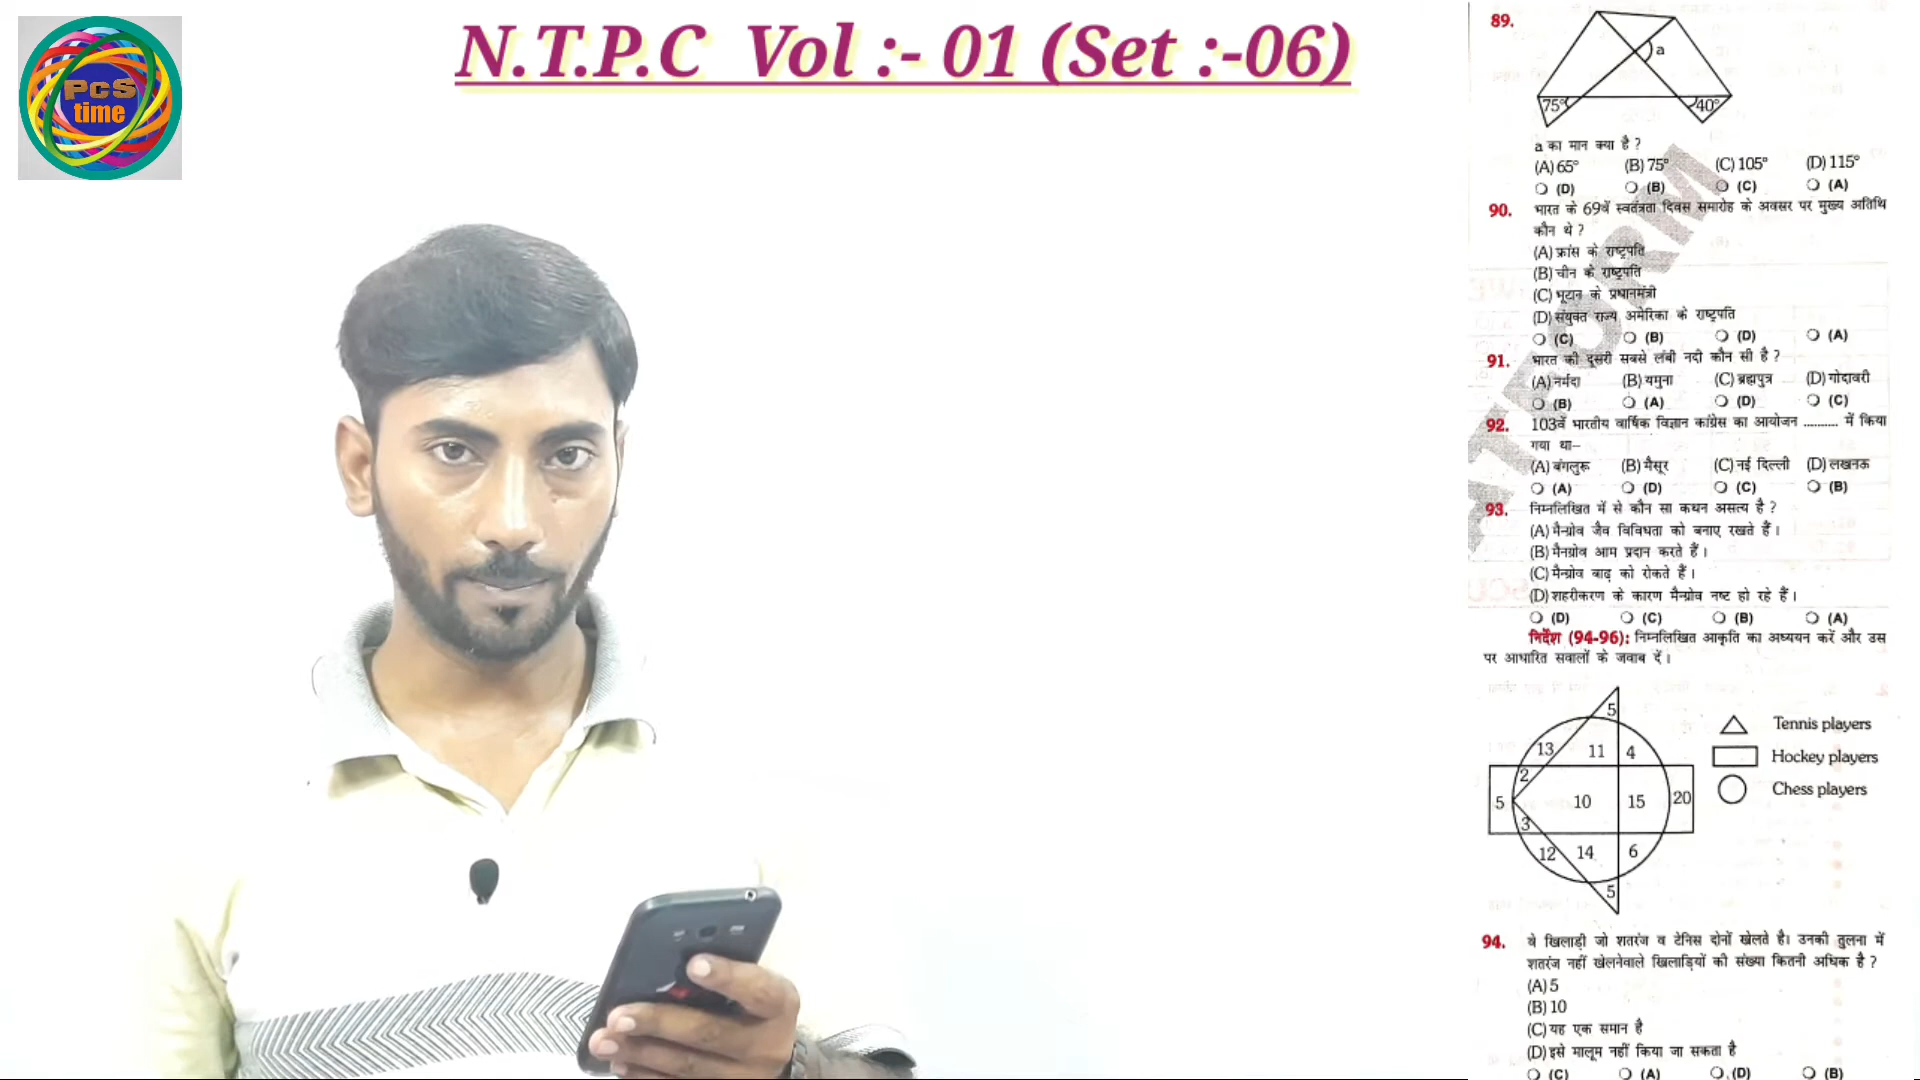 PcS
time
N.T.P.C Vol :- 01 (Set :-06)
89.
a
75°
40°
a का मान क्या है ?
(A) 65° (B) 75° (C) 105° (D) 115°
(D) (B) (C) (A)
90. भारत के 69वें स्वतंत्रता दिवस समारोह के अवसर पर मुख्य अतिथि
कौन थे ?
(A) फ्रांस के राष्ट्रपति
(B) चीन के राष्ट्रपति
(C) भूटान के प्रधानमंत्री
(D) संयुक्त राज्य अमेरिका के राष्ट्रपति
(C) (B) (D) (A)
91. भारत की दूसरी सबसे लंबी नदी कौन सी है ?
(A) नर्मदा (B) यमुना (C) ब्रह्मपुत्र (D) गोदावरी
(B) (A) (D) (C)
92. 103वें भारतीय वार्षिक विज्ञान कांग्रेस का आयोजन .......... में किया
गया था–
(A) बंगलुरू (B) मैसूर (C) नई दिल्ली (D) लखनऊ
(A) (D) (C) (B)
93. निम्नलिखित में से कौन सा कथन असत्य है ?
(A) मैन्ग्रोव जैव विविधता को बनाए रखते हैं।
(B) मैनग्रोव आम प्रदान करते हैं।
(C) मैन्ग्रोव बाढ़ को रोकते हैं।
(D) शहरीकरण के कारण मैन्ग्रोव नष्ट हो रहे हैं।
(D) (C) (B) (A)
निर्देश (94-96): निम्नलिखित आकृति का अध्ययन करें और उस
पर आधारित सवालों के जवाब दें।
5
13 11 4
2
5 10 15 20
3
12 14 6
5
Tennis players
Hockey players
Chess players
94. वे खिलाड़ी जो शतरंज व टेनिस दोनों खेलते है। उनकी तुलना में
शतरंज नहीं खेलनेवाले खिलाड़ियों की संख्या कितनी अधिक है ?
(A) 5
(B) 10
(C) यह एक समान है
(D) इसे मालूम नहीं किया जा सकता है
(C) (A) (D) (B)